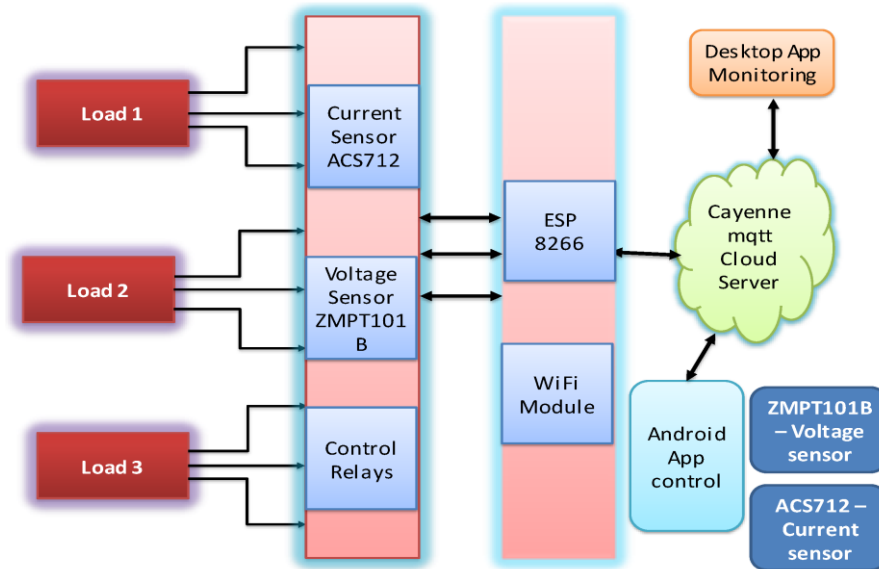 Load 1
Load 2
Load 3
Current
Sensor
ACS712
Voltage
Sensor
ZMPT101
B
Control
Relays
ESP
8266
WiFi
Module
Desktop App
Monitoring
Cayenne
mqtt
Cloud
Server
Android
App
control
ZMPT101B
– Voltage
sensor
ACS712 –
Current
sensor